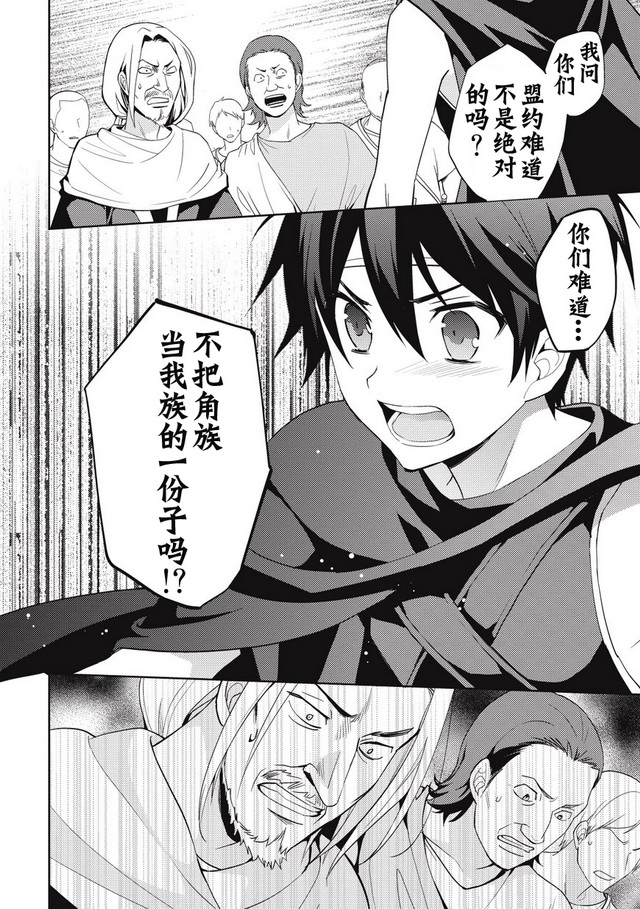 我问
你们
盟约难道
不是绝对
的吗？
你们难道…
不把角族
当我族的一份子吗!?